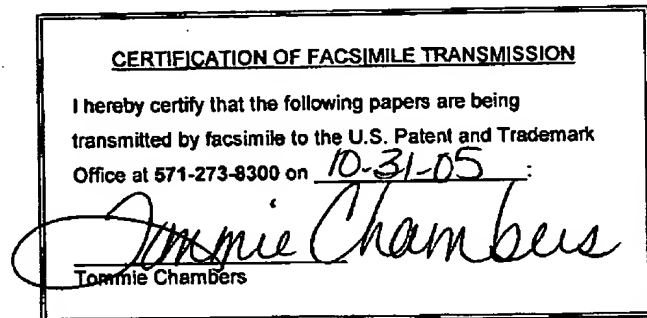 CERTIFICATION OF FACSIMILE TRANSMISSION
I hereby certify that the following papers are being
transmitted by facsimile to the U.S. Patent and Trademark
Office at 571-273-8300 on 10-31-05 :
Tommie Chambers
Tommie Chambers